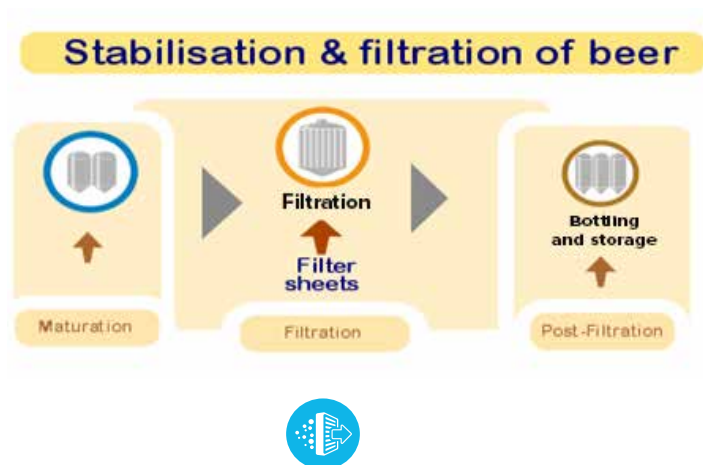 Stabilisation & filtration of beer
Filtration
Filter
sheets
Bottling
and storage
Maturation
Filtration
Post-Filtration